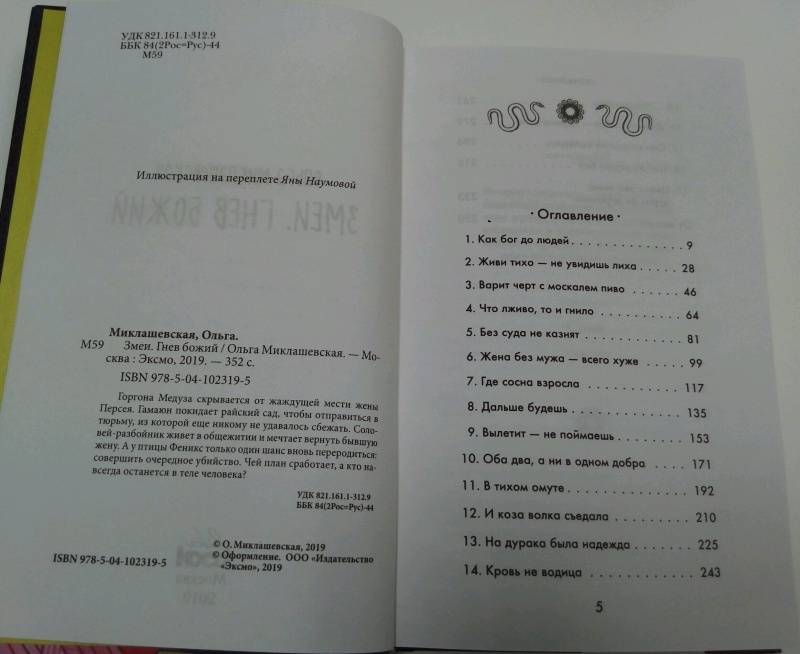 УДК 821.161.1-312.9
ББК 84(2Рос=Рус)-44
М59
Иллюстрация на переплете Яны Наумовой
Миклашевская, Ольга.
М59 Змеи. Гнев божий / Ольга Миклашевская. — Мо-
сква : Эксмо, 2019. — 352 с.
ISBN 978-5-04-102319-5
Горгона Медуза скрывается от жаждущей мести жены
Персея. Гамаюн покидает райский сад, чтобы отправиться в
тюрьму, из которой еще никому не удавалось сбежать. Соло-
вей-разбойник живет в общежитии и мечтает вернуть бывшую
жену. А у птицы Феникс только один шанс вновь переродиться:
совершить очередное убийство. Чей план сработает, а кто на-
всегда останется в теле человека?
УДК 821.161.1-312.9
ББК 84(2Рос=Рус)-44
© О. Миклашевская, 2019
© Оформление. ООО «Издательство
«Эксмо», 2019
ISBN 978-5-04-102319-5
ЗМЕИ. ГНЕВ БОЖИЙ
Москва
2019
· Оглавление ·
1. Как бог до людей . . . . . . . . . . . . . 9
2. Живи тихо — не увидишь лиха . . . . . 28
3. Варит черт с москалем пиво . . . . . . 46
4. Что лживо, то и гнило . . . . . . . . . . 64
5. Без суда не казнят . . . . . . . . . . . . 81
6. Жена без мужа — всего хуже . . . . . . 99
7. Где сосна взросла . . . . . . . . . . . . 117
8. Дальше будешь . . . . . . . . . . . . . 135
9. Вылетит — не поймаешь . . . . . . . . 153
10. Оба два, а ни в одном добра . . . . . 171
11. В тихом омуте . . . . . . . . . . . . . 192
12. И коза волка съедала . . . . . . . . . 210
13. На дурака была надежда . . . . . . . 225
14. Кровь не водица . . . . . . . . . . . . 243
5